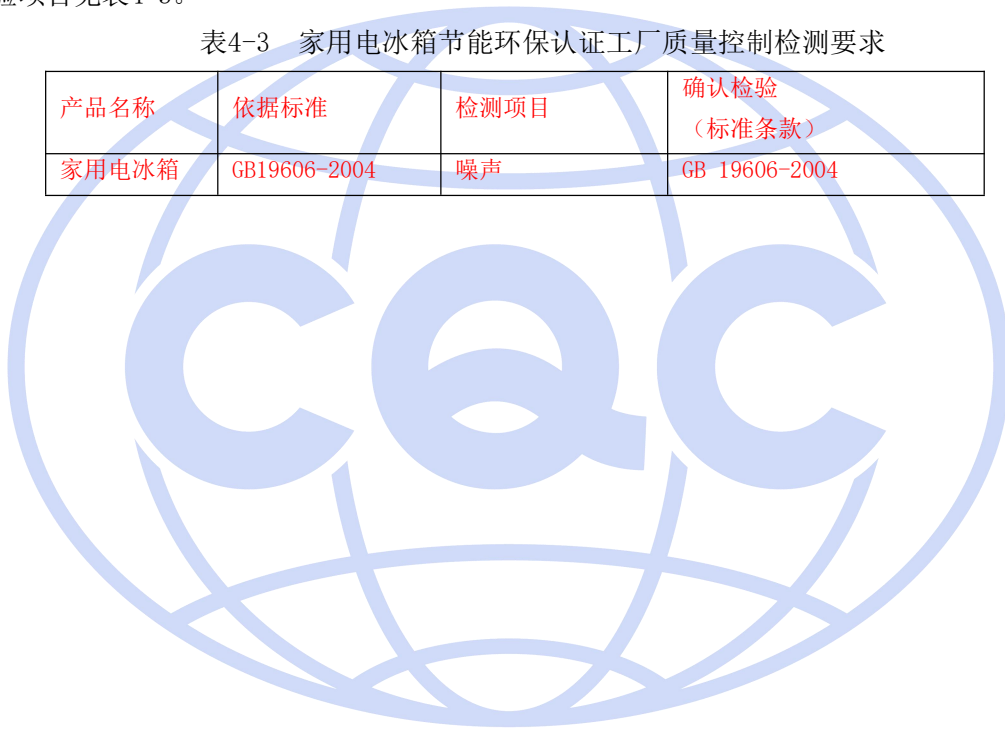 验项目见表4-3。
表4-3 家用电冰箱节能环保认证工厂质量控制检测要求
产品名称 依据标准 检测项目 确认检验
（标准条款）
家用电冰箱 GB19606-2004 噪声 GB 19606-2004
CQC